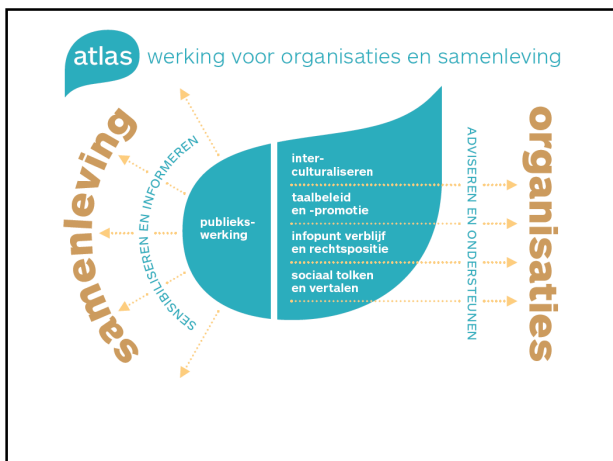 atlas werking voor organisaties en samenleving
samenleving
SENSIBILISEREN EN INFORMEREN
publieks-
werking
inter-
culturaliseren
taalbeleid
en -promotie
infopunt verblijf
en rechtspositie
sociaal tolken
en vertalen
ADVISEREN EN ONDERSTEUNEN
organisaties